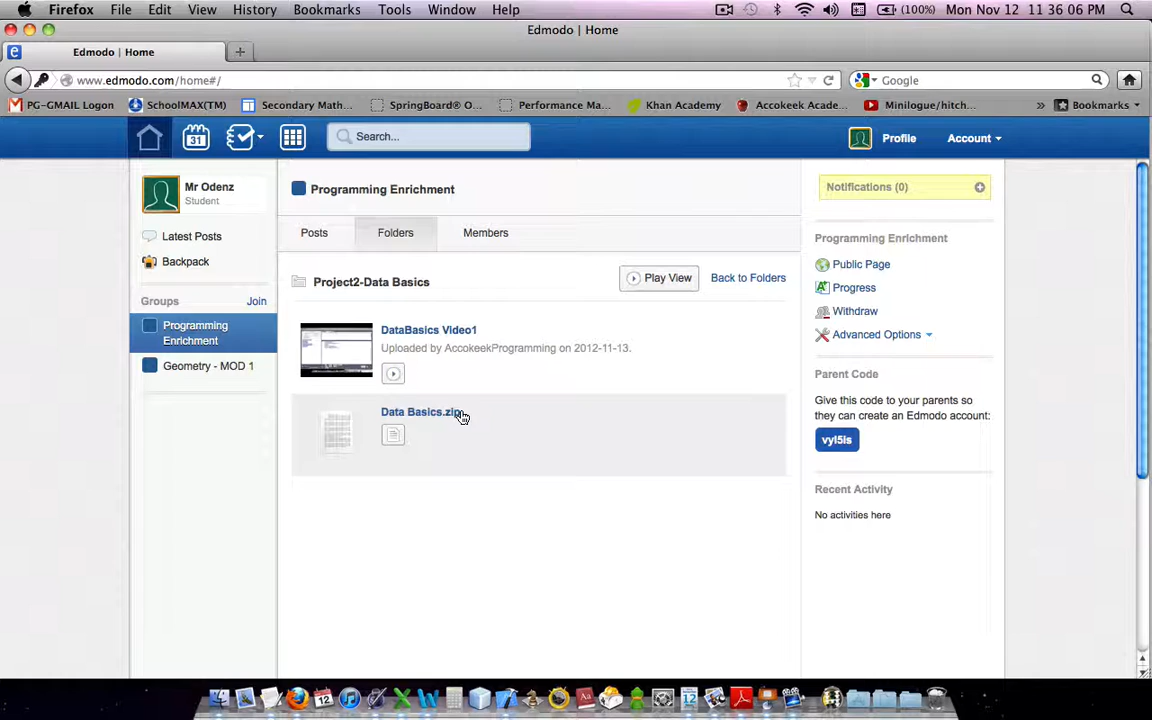 Firefox File Edit View History Bookmarks Tools Window Help (100%) Mon Nov 12 11 36 06 PM
Edmodo | Home
Edmodo | Home
www.edmodo.com/home#/ Google
PG-GMAIL Logon SchoolMAX(TM) Secondary Math... SpringBoard® O... Performance Ma... Khan Academy Accokeek Acade... Minilogue/hitch... » Bookmarks
31 Search... Profile Account
Mr Odenz
Student
Latest Posts
Backpack
Groups Join
Programming
Enrichment
Geometry - MOD 1
Programming Enrichment
Posts Folders Members
Project2-Data Basics Play View Back to Folders
DataBasics Video1
Uploaded by AccokeekProgramming on 2012-11-13.
Data Basics.zip
Notifications (0)
Programming Enrichment
Public Page
Progress
Withdraw
Advanced Options
Parent Code
Give this code to your parents so
they can create an Edmodo account:
vyl5ls
Recent Activity
No activities here